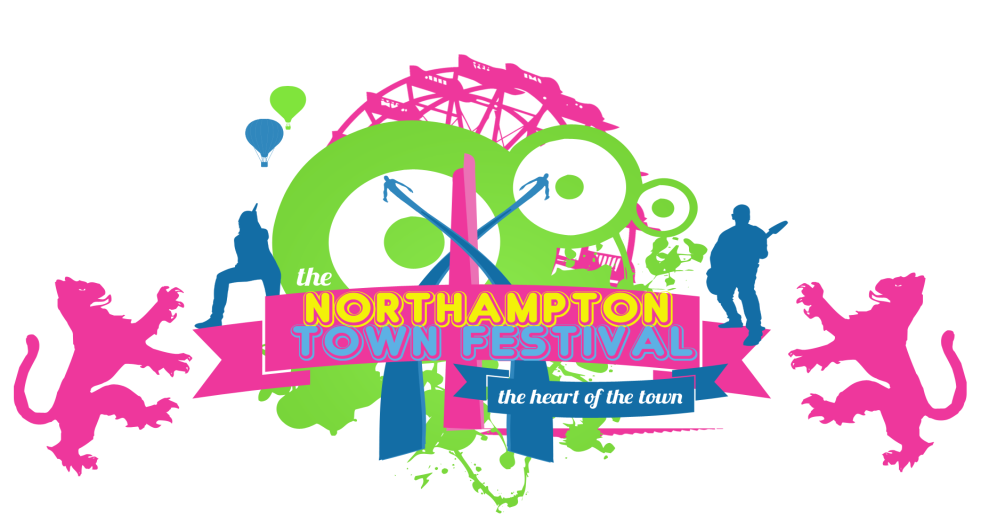 the
NORTHAMPTON
TOWN FESTIVAL
the heart of the town